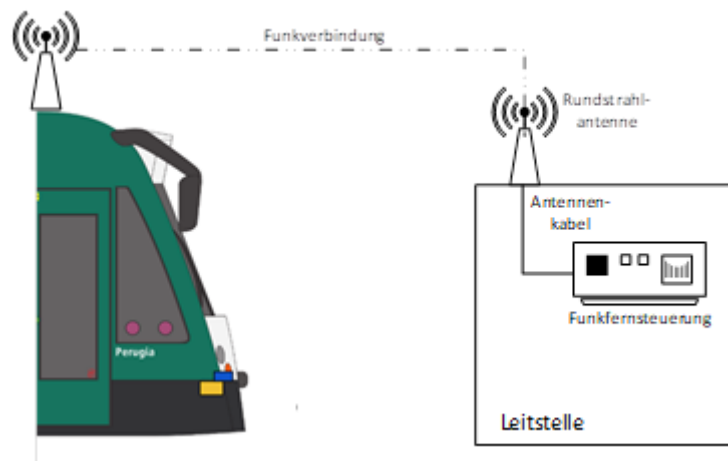 Funkverbindung
Rundstrahl-
antenne
Antennen-
kabel
Funkfernsteuerung
Perugia
Leitstelle